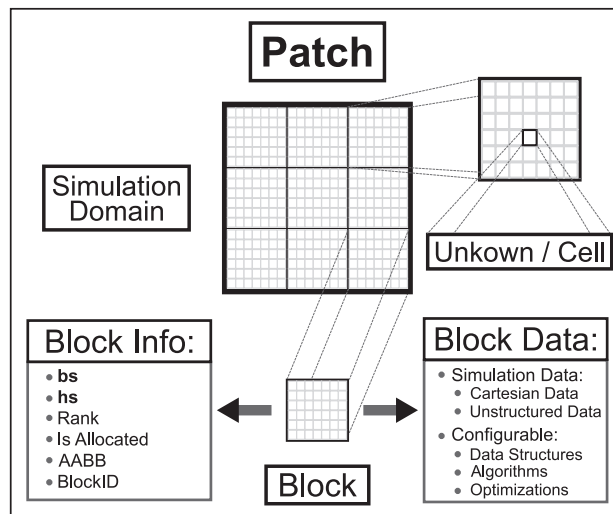 Patch
Simulation
Domain
Unkown / Cell
Block Info:
• bs
• hs
• Rank
• Is Allocated
• AABB
• BlockID
Block
Block Data:
• Simulation Data:
• Cartesian Data
• Unstructured Data
• Configurable:
• Data Structures
• Algorithms
• Optimizations